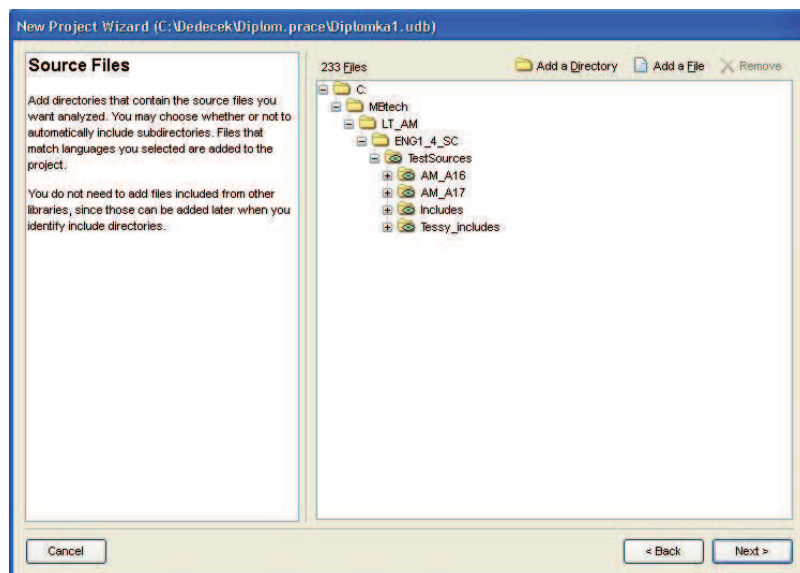 New Project Wizard (C:\Dedecek\Diplom.prace\Diplomka1.udb)
Source Files
Add directories that contain the source files you
want analyzed. You may choose whether or not to
automatically include subdirectories. Files that
match languages you selected are added to the
project.
You do not need to add files included from other
libraries, since those can be added later when you
identify include directories.
233 Files
Add a Directory
Add a File
Remove
C:
MBtech
LT_AM
ENG1_4_SC
TestSources
AM_A16
AM_A17
Includes
Tessy_includes
Cancel
< Back
Next >